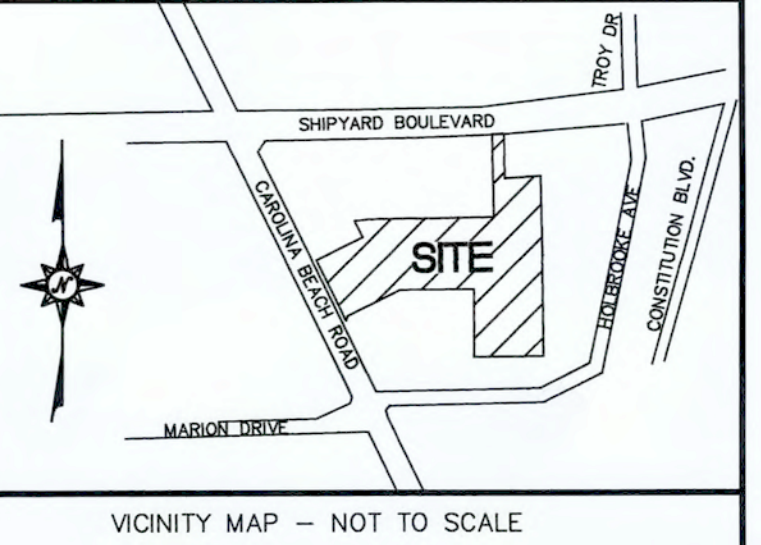 TROY DR
SHIPYARD BOULEVARD
CAROLINA BEACH ROAD
SITE
HOLBROOKE AVE
CONSTITUTION BLVD.
N
MARION DRIVE
VICINITY MAP – NOT TO SCALE